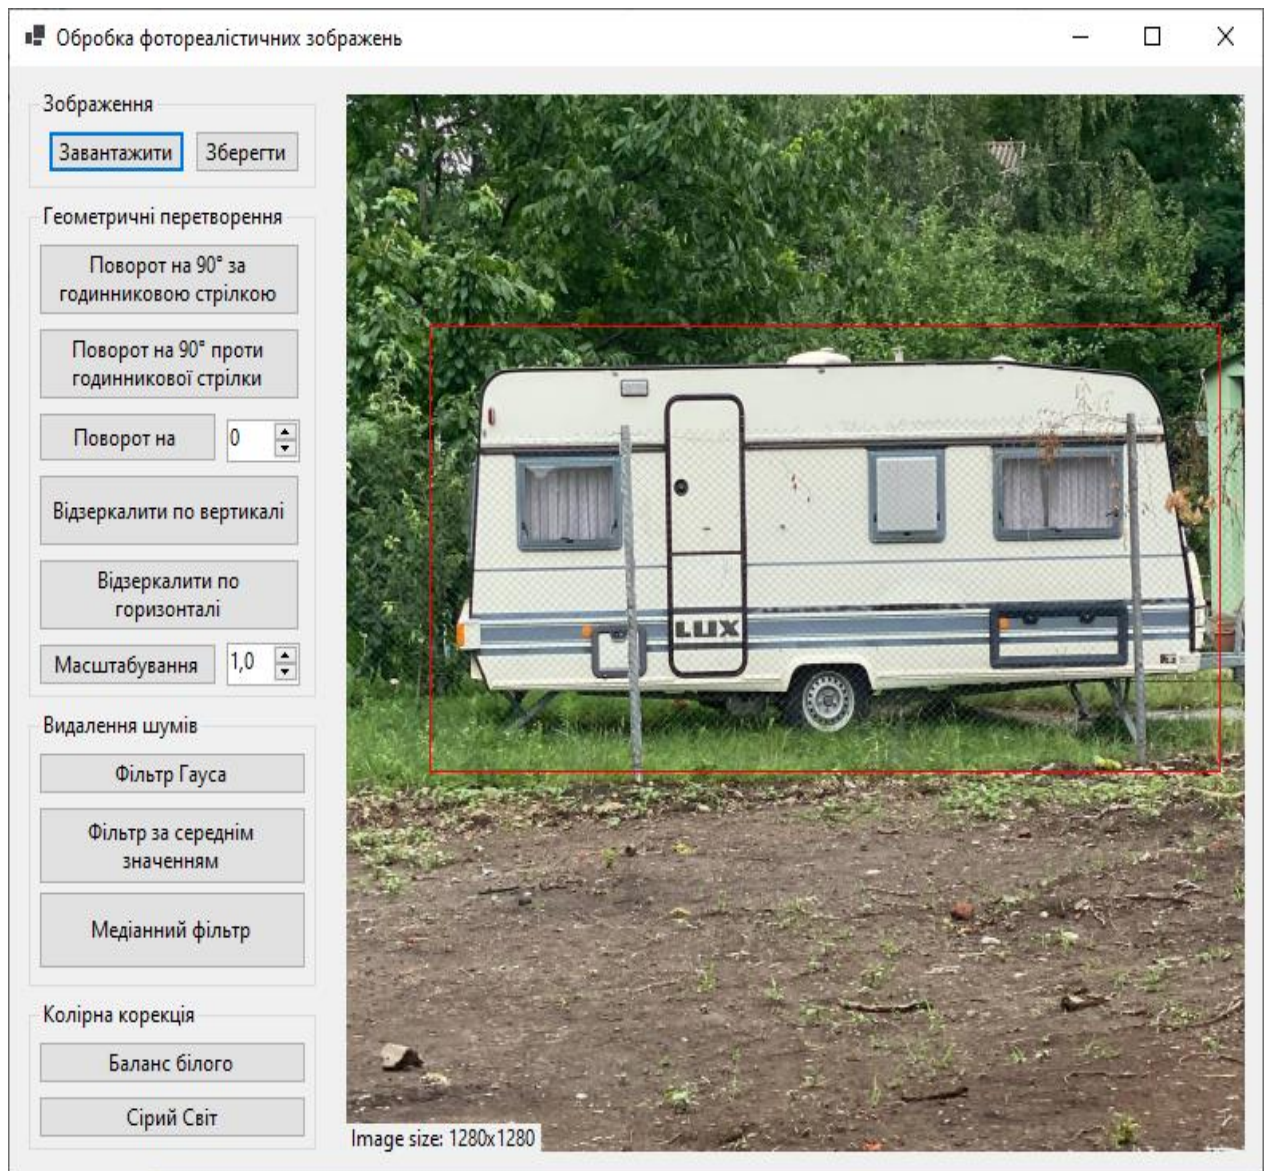 Обробка фотореалістичних зображень
Зображення
Завантажити
Зберегти
Геометричні перетворення
Поворот на 90° за
годинниковою стрілкою
Поворот на 90° проти
годинникової стрілки
Поворот на
0
Відзеркалити по вертикалі
Відзеркалити по
горизонталі
Масштабування
1,0
Видалення шумів
Фільтр Гауса
Фільтр за середнім
значенням
Медіанний фільтр
Колірна корекція
Баланс білого
Сірий Світ
LUX
Image size: 1280x1280